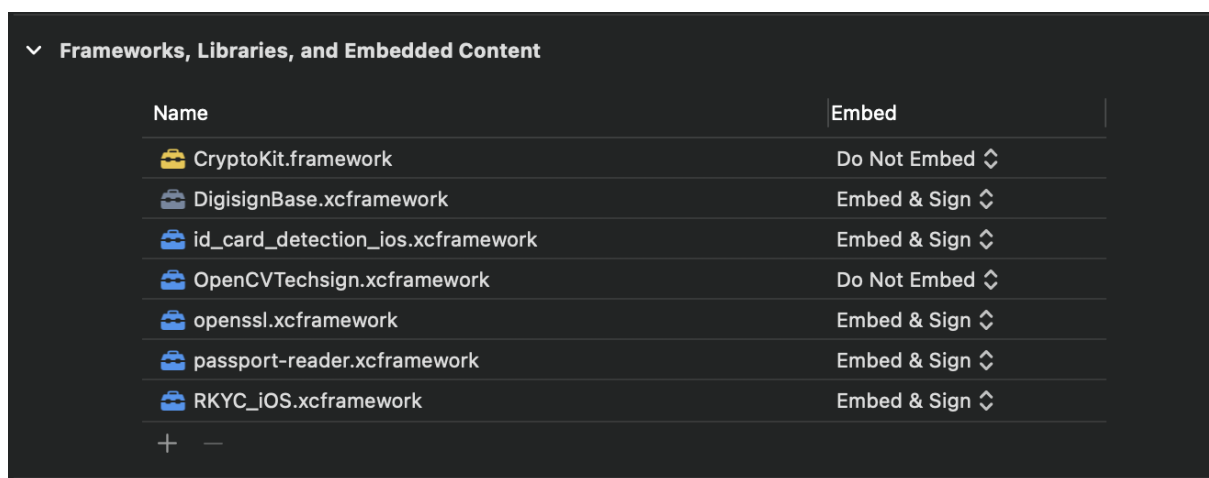 Frameworks, Libraries, and Embedded Content
Name Embed
CryptoKit.framework Do Not Embed
DigisignBase.xcframework Embed & Sign
id_card_detection_ios.xcframework Embed & Sign
OpenCVTechsign.xcframework Do Not Embed
openssl.xcframework Embed & Sign
passport-reader.xcframework Embed & Sign
RKYC_iOS.xcframework Embed & Sign